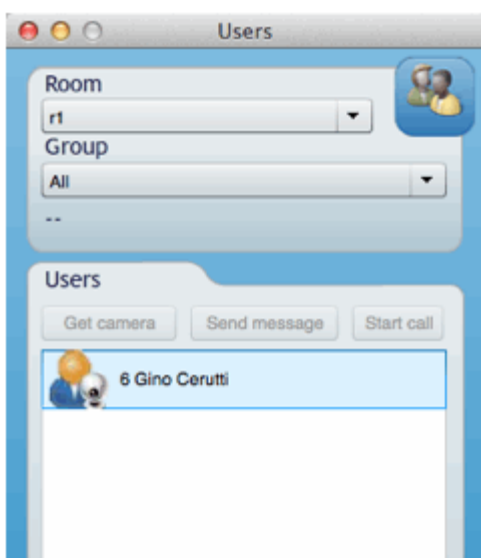 Users
Room
r1
Group
All
--
Users
Get camera Send message Start call
6 Gino Cerutti